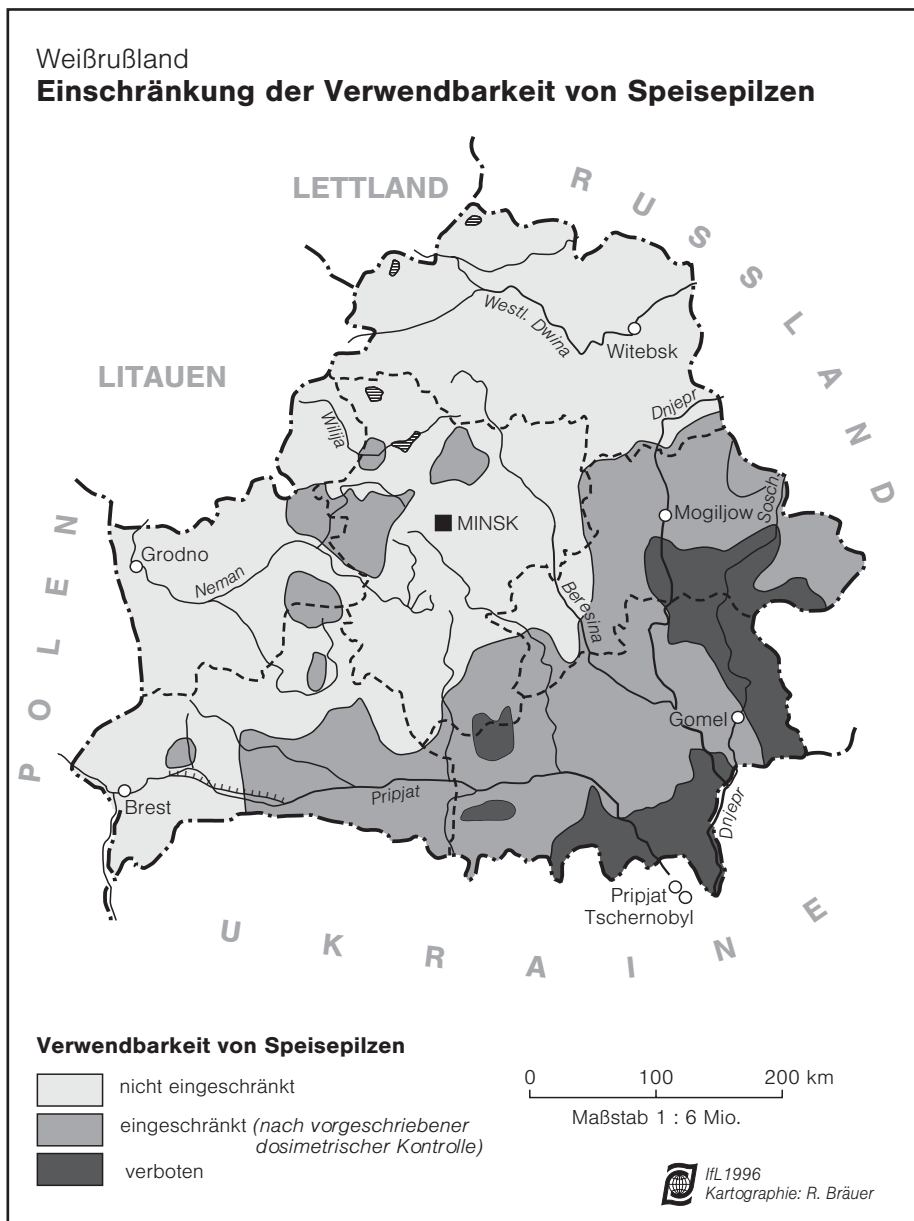 Weißrußland
Einschränkung der Verwendbarkeit von Speisepilzen
LETTLAND
RUSSLAND
Westl. Dwina
Witebsk
LITAUEN
Dnjepr
Wilija
Sosch
Mogiljow
MINSK
POLEN
Grodno
Neman
Beresina
Gomel
Pripjat
Brest
Dnjepr
Pripjat
Tschernobyl
UKRAINE
Verwendbarkeit von Speisepilzen
nicht eingeschränkt
eingeschränkt (nach vorgeschriebener
dosimetrischer Kontrolle)
verboten
0 100 200 km
Maßstab 1 : 6 Mio.
IfL1996
Kartographie: R. Bräuer